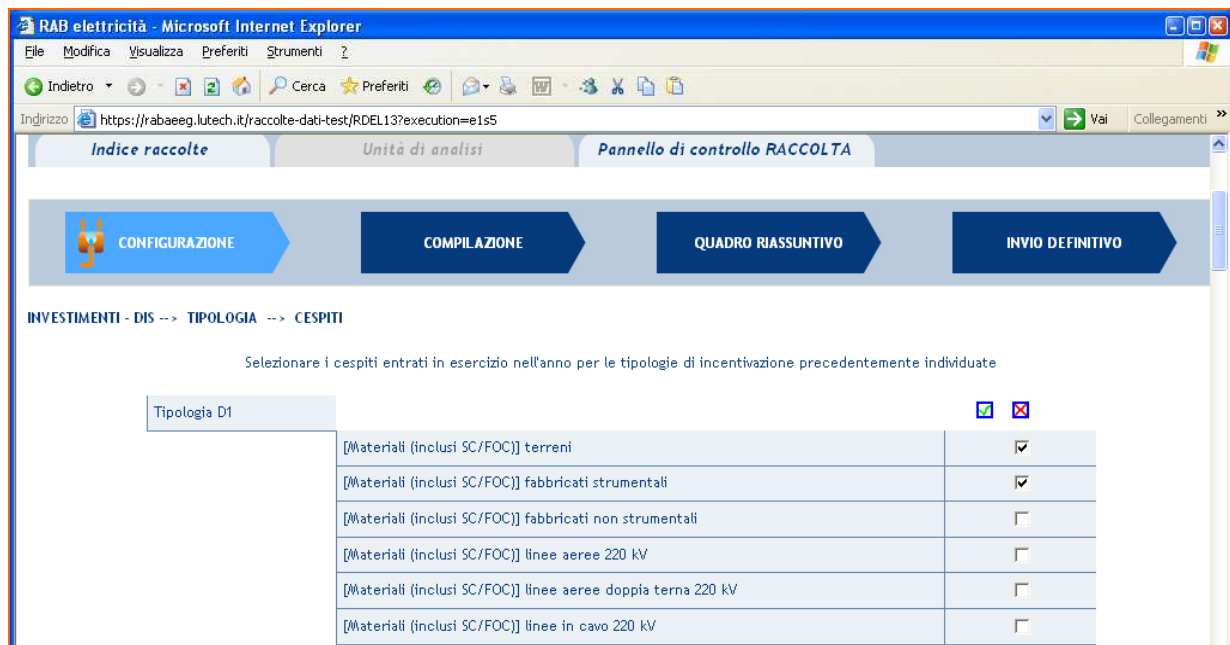 RAB elettricità - Microsoft Internet Explorer
File Modifica Visualizza Preferiti Strumenti ?
Indietro Cerca Preferiti
Indirizzo https://rabaeeg.lutech.it/raccolte-dati-test/RDEL13?execution=e1s5 Vai Collegamenti »
Indice raccolte Unità di analisi Pannello di controllo RACCOLTA
CONFIGURAZIONE COMPILAZIONE QUADRO RIASSUNTIVO INVIO DEFINITIVO
INVESTIMENTI - DIS --> TIPOLOGIA --> CESPITI
Selezionare i cespiti entrati in esercizio nell'anno per le tipologie di incentivazione precedentemente individuate
Tipologia D1
[Materiali (inclusi SC/FOC)] terreni
[Materiali (inclusi SC/FOC)] fabbricati strumentali
[Materiali (inclusi SC/FOC)] fabbricati non strumentali
[Materiali (inclusi SC/FOC)] linee aeree 220 kV
[Materiali (inclusi SC/FOC)] linee aeree doppia terna 220 kV
[Materiali (inclusi SC/FOC)] linee in cavo 220 kV